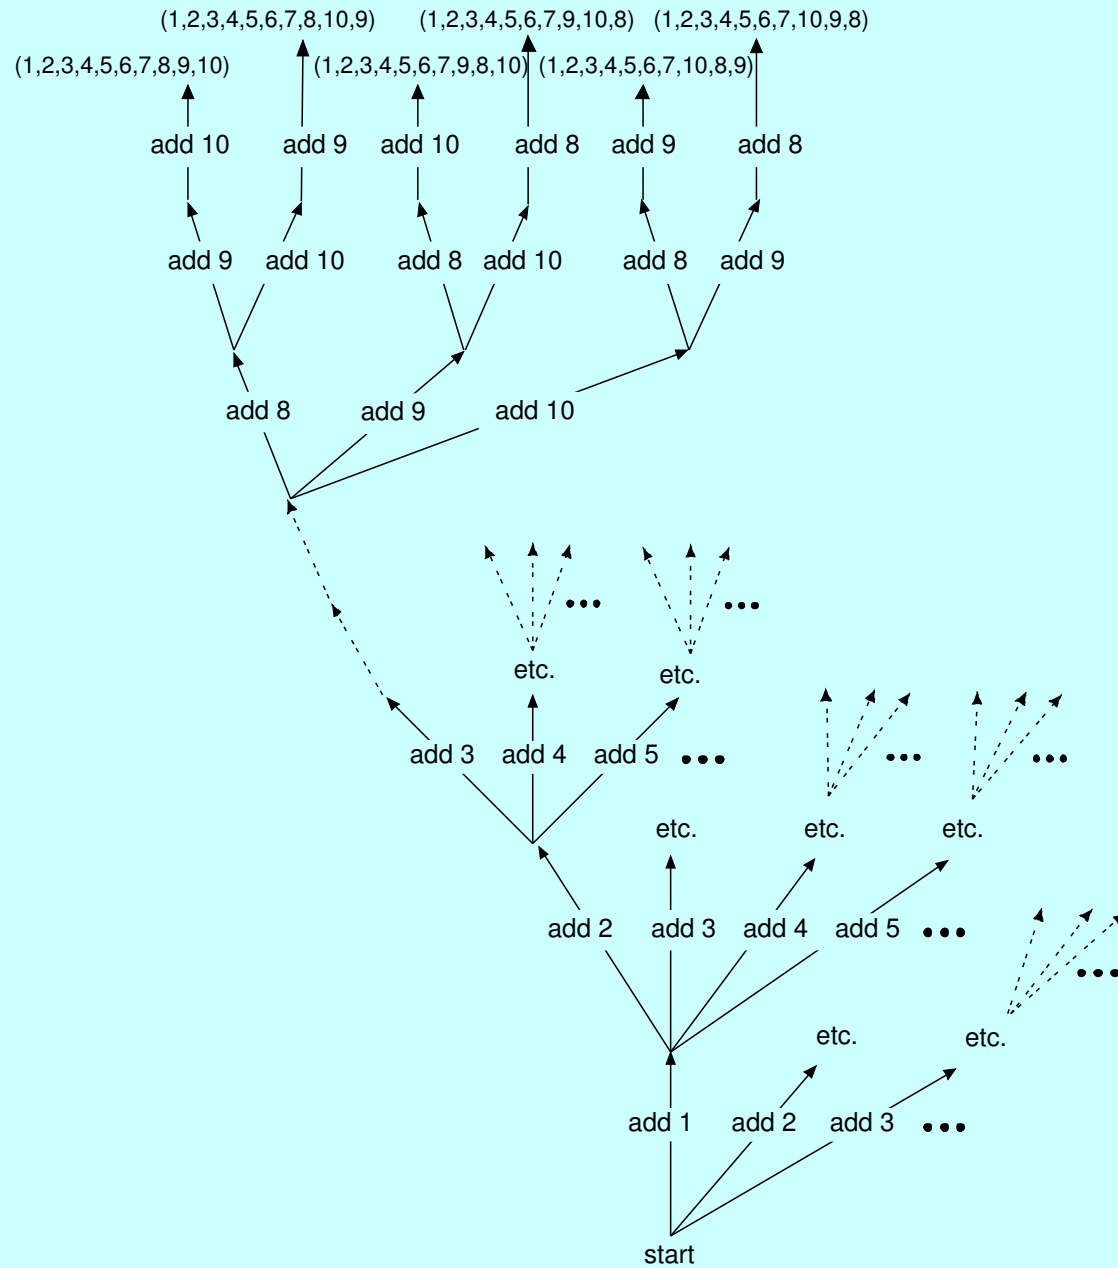 (1,2,3,4,5,6,7,8,10,9) (1,2,3,4,5,6,7,9,10,8) (1,2,3,4,5,6,7,10,9,8)
(1,2,3,4,5,6,7,8,9,10) (1,2,3,4,5,6,7,9,8,10) (1,2,3,4,5,6,7,10,8,9)
add 10 add 9 add 10 add 8 add 9 add 8
add 9 add 10 add 8 add 10 add 8 add 9
add 8 add 9 add 10
•••  •••
etc. etc.
add 3 add 4 add 5 ••• ••• •••
etc. etc. etc.
add 2 add 3 add 4 add 5 •••
•••
etc. etc.
add 1 add 2 add 3 •••
start